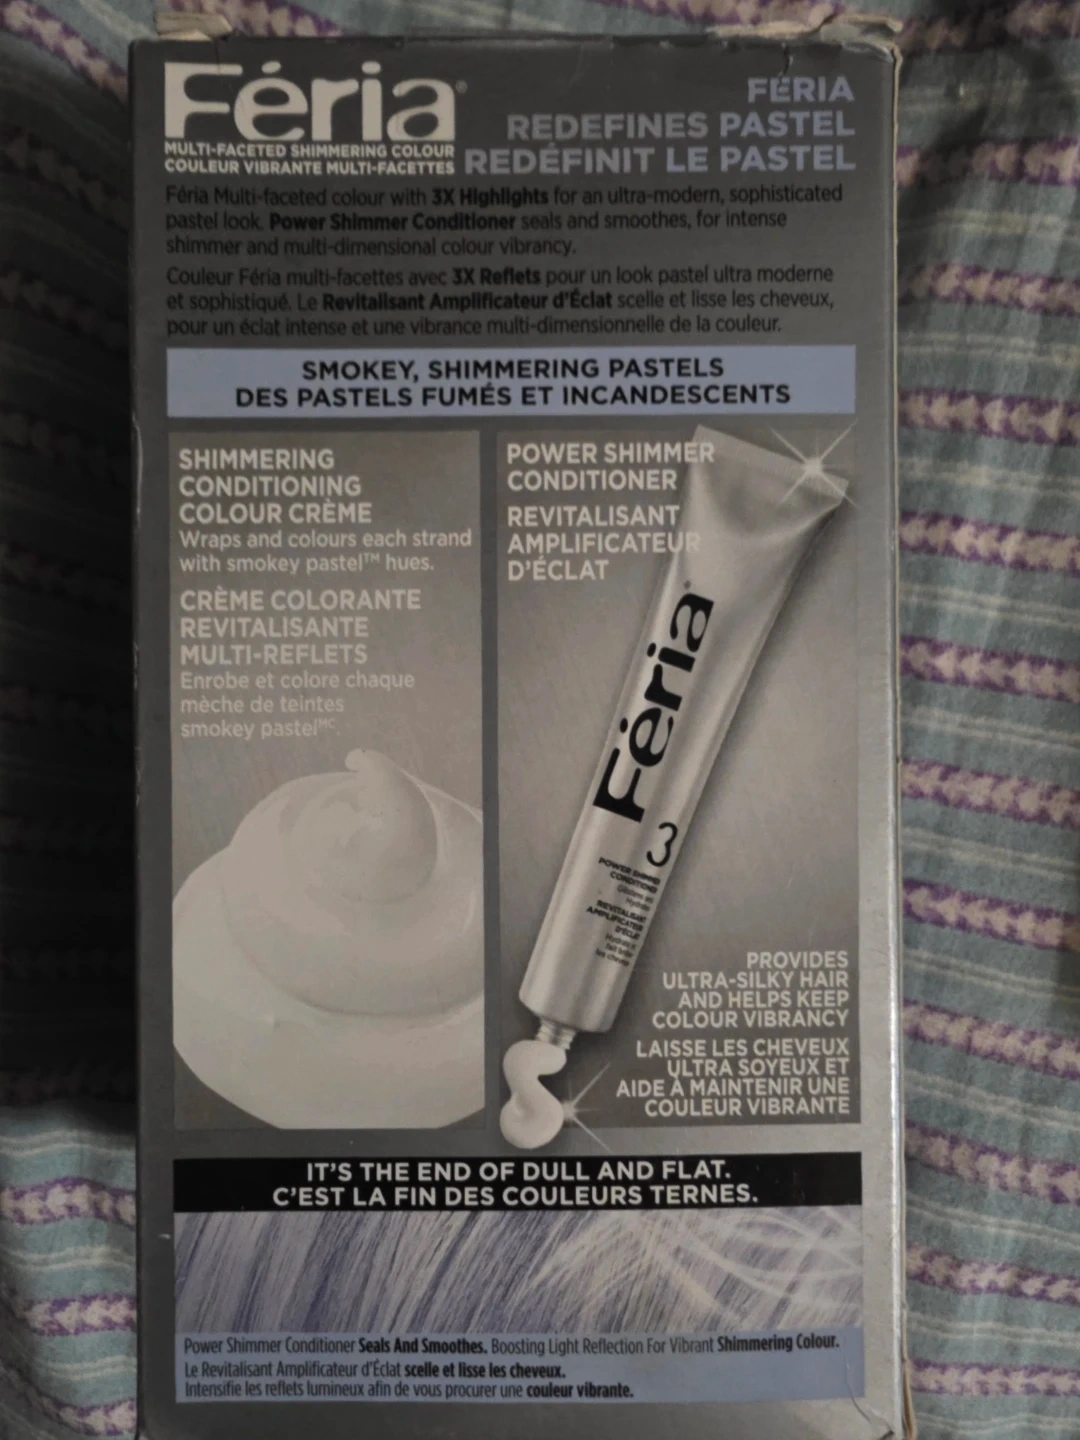 Féria®
MULTI-FACETED SHIMMERING COLOUR
COULEUR VIBRANTE MULTI-FACETTES
FÉRIA
REDEFINES PASTEL
REDÉFINIT LE PASTEL
Féria Multi-faceted colour with 3X Highlights for an ultra-modern, sophisticated
pastel look. Power Shimmer Conditioner seals and smoothes, for intense
shimmer and multi-dimensional colour vibrancy.
Couleur Féria multi-facettes avec 3X Reflets pour un look pastel ultra moderne
et sophistiqué. Le Revitalisant Amplificateur d'Éclat scelle et lisse les cheveux,
pour un éclat intense et une vibrance multi-dimensionnelle de la couleur.
SMOKEY, SHIMMERING PASTELS
DES PASTELS FUMÉS ET INCANDESCENTS
SHIMMERING
CONDITIONING
COLOUR CRÈME
Wraps and colours each strand
with smokey pastel™ hues.
CRÈME COLORANTE
REVITALISANTE
MULTI-REFLETS
Enrobe et colore chaque
mèche de teintes
smokey pastelMC.
POWER SHIMMER
CONDITIONER
REVITALISANT
AMPLIFICATEUR
D'ÉCLAT
Féria
3
POWER SHIMMER
CONDITIONER
REVITALISANT
AMPLIFICATEUR
D'ÉCLAT
PROVIDES
ULTRA-SILKY HAIR
AND HELPS KEEP
COLOUR VIBRANCY
LAISSE LES CHEVEUX
ULTRA SOYEUX ET
AIDE À MAINTENIR UNE
COULEUR VIBRANTE
IT'S THE END OF DULL AND FLAT.
C'EST LA FIN DES COULEURS TERNES.
Power Shimmer Conditioner Seals And Smoothes. Boosting Light Reflection For Vibrant Shimmering Colour.
Le Revitalisant Amplificateur d'Éclat scelle et lisse les cheveux.
Intensifie les reflets lumineux afin de vous procurer une couleur vibrante.